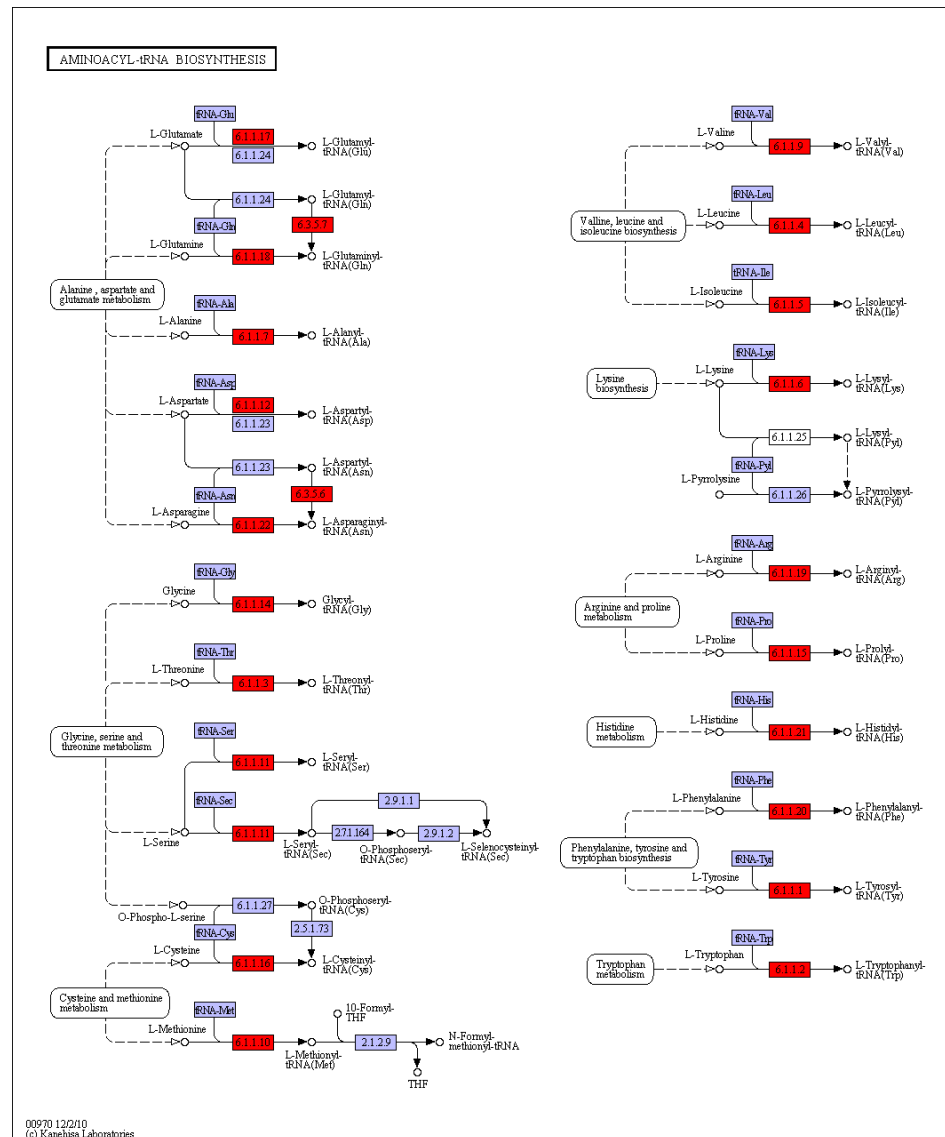 AMINOACYL-tRNA BIOSYNTHESIS
tRNA-Glu
L-Glutamate
6.1.1.17
6.1.1.24
L-Glutamyl-
tRNA(Glu)
6.1.1.24
L-Glutamyl-
tRNA(Gln)
tRNA-Gln
6.3.5.7
L-Glutamine
6.1.1.18
L-Glutaminyl-
tRNA(Gln)
Alanine , aspartate and
glutamate metabolism
tRNA-Ala
L-Alanine
6.1.1.7
L-Alanyl-
tRNA(Ala)
tRNA-Asp
L-Aspartate
6.1.1.12
6.1.1.23
L-Aspartyl-
tRNA(Asp)
6.1.1.23
L-Aspartyl-
tRNA(Asn)
tRNA-Asn
6.3.5.6
L-Asparagine
6.1.1.22
L-Asparaginyl-
tRNA(Asn)
tRNA-Gly
Glycine
6.1.1.14
Glycyl-
tRNA(Gly)
tRNA-Thr
L-Threonine
6.1.1.3
L-Threonyl-
tRNA(Thr)
Glycine, serine and
threonine metabolism
tRNA-Ser
6.1.1.11
L-Seryl-
tRNA(Ser)
tRNA-Sec
L-Serine
6.1.1.11
L-Seryl-
tRNA(Sec)
2.9.1.1
2.7.1.164
O-Phosphoseryl-
tRNA(Sec)
2.9.1.2
L-Selenocysteinyl-
tRNA(Sec)
O-Phospho-L-serine
6.1.1.27
O-Phosphoseryl-
tRNA(Cys)
tRNA-Cys
2.5.1.73
L-Cysteine
6.1.1.16
L-Cysteinyl-
tRNA(Cys)
Cysteine and methionine
metabolism
tRNA-Met
L-Methionine
6.1.1.10
L-Methionyl-
tRNA(Met)
10-Formyl-
THF
2.1.2.9
THF
N-Formyl-
methionyl-tRNA
tRNA-Val
L-Valine
6.1.1.9
L-Valyl-
tRNA(Val)
Valline, leucine and
isoleucine biosynthesis
tRNA-Leu
L-Leucine
6.1.1.4
L-Leucyl-
tRNA(Leu)
tRNA-Ile
L-Isoleucine
6.1.1.5
L-Isoleucyl-
tRNA(Ile)
Lysine
biosynthesis
tRNA-Lys
L-Lysine
6.1.1.6
L-Lysyl-
tRNA(Lys)
6.1.1.25
L-Lysyl-
tRNA(Pyl)
tRNA-Pyl
L-Pyrrolysine
6.1.1.26
L-Pyrrolysyl-
tRNA(Pyl)
tRNA-Arg
L-Arginine
6.1.1.19
L-Arginyl-
tRNA(Arg)
Arginine and proline
metabolism
tRNA-Pro
L-Proline
6.1.1.15
L-Prolyl-
tRNA(Pro)
Histidine
metabolism
tRNA-His
L-Histidine
6.1.1.21
L-Histidyl-
tRNA(His)
tRNA-Phe
L-Phenylalanine
6.1.1.20
L-Phenylalanyl-
tRNA(Phe)
Phenylalanine, tyrosine and
tryptophan biosynthesis
tRNA-Tyr
L-Tyrosine
6.1.1.1
L-Tyrosyl-
tRNA(Tyr)
Tryptophan
metabolism
tRNA-Trp
L-Tryptophan
6.1.1.2
L-Tryptophanyl-
tRNA(Trp)
00970 12/2/10
(c) Kanehisa Laboratories